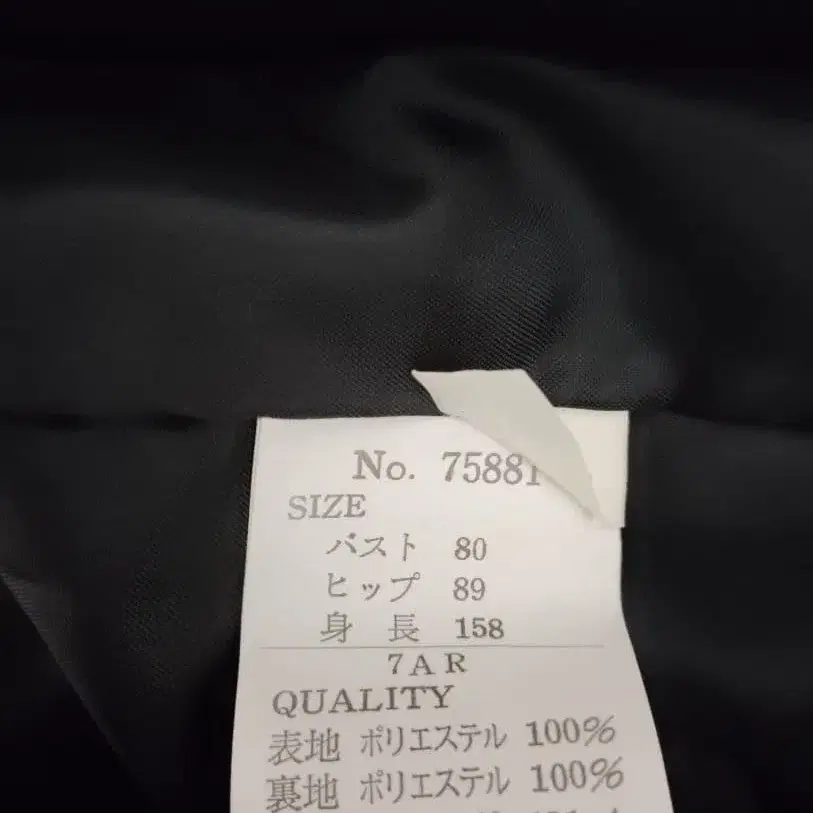 No. 75881
SIZE
バスト 80
ヒップ 89
身 長 158
7AR
QUALITY
表地 ポリエステル 100%
裏地 ポリエステル 100%